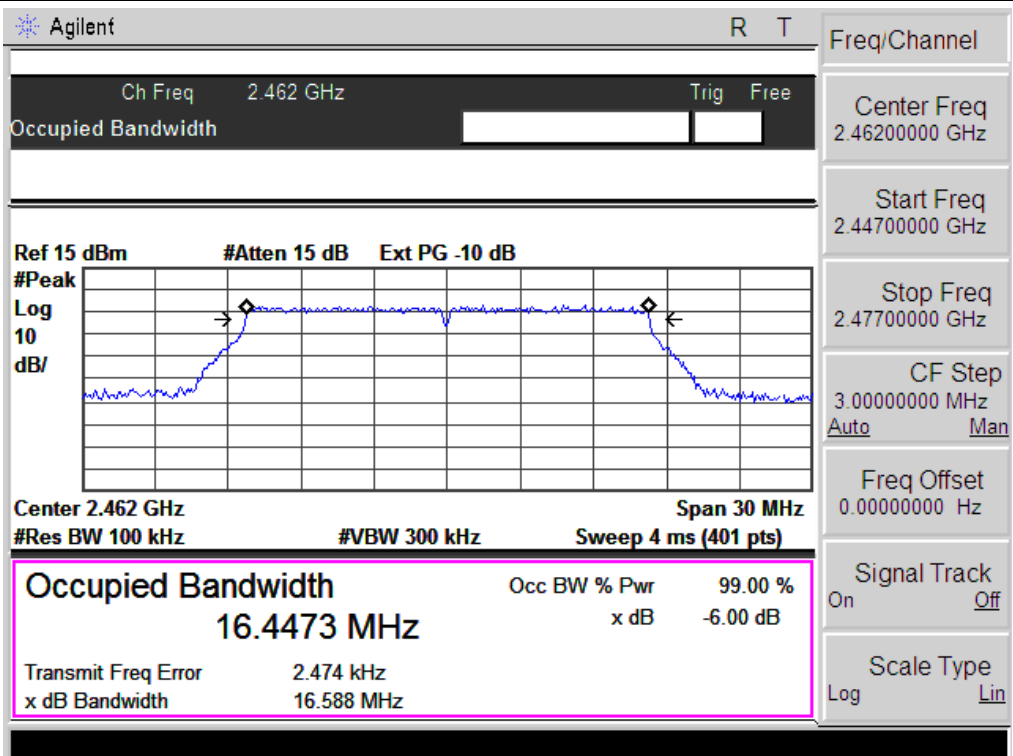 Agilent R T
Ch Freq 2.462 GHz Trig Free
Occupied Bandwidth
Ref 15 dBm #Atten 15 dB Ext PG -10 dB
#Peak
Log
10
dB/
Center 2.462 GHz Span 30 MHz
#Res BW 100 kHz #VBW 300 kHz Sweep 4 ms (401 pts)
Occupied Bandwidth
16.4473 MHz
Occ BW % Pwr 99.00 %
x dB -6.00 dB
Transmit Freq Error 2.474 kHz
x dB Bandwidth 16.588 MHz
Freq/Channel
Center Freq
2.46200000 GHz
Start Freq
2.44700000 GHz
Stop Freq
2.47700000 GHz
CF Step
3.00000000 MHz
Auto Man
Freq Offset
0.00000000 Hz
Signal Track
On Off
Scale Type
Log Lin